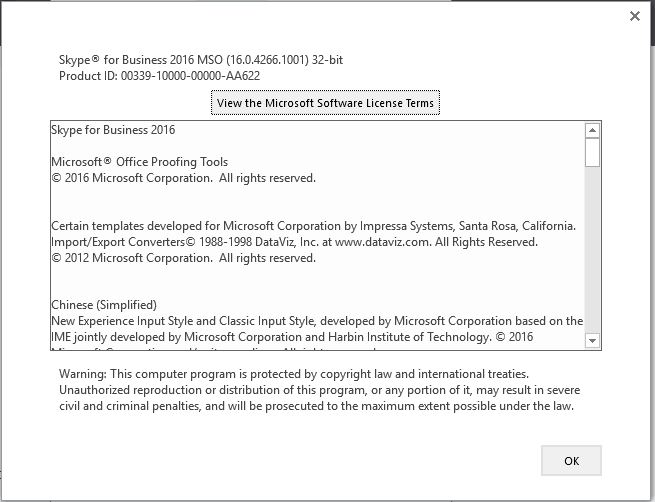 Skype® for Business 2016 MSO (16.0.4266.1001) 32-bit
Product ID: 00339-10000-00000-AA622
View the Microsoft Software License Terms
Skype for Business 2016
Microsoft® Office Proofing Tools
© 2016 Microsoft Corporation.  All rights reserved.
Certain templates developed for Microsoft Corporation by Impressa Systems, Santa Rosa, California.
Import/Export Converters© 1988-1998 DataViz, Inc. at www.dataviz.com. All Rights Reserved.
© 2012 Microsoft Corporation.  All rights reserved.
Chinese (Simplified)
New Experience Input Style and Classic Input Style, developed by Microsoft Corporation based on the
IME jointly developed by Microsoft Corporation and Harbin Institute of Technology. © 2016
Warning: This computer program is protected by copyright law and international treaties.
Unauthorized reproduction or distribution of this program, or any portion of it, may result in severe
civil and criminal penalties, and will be prosecuted to the maximum extent possible under the law.
OK